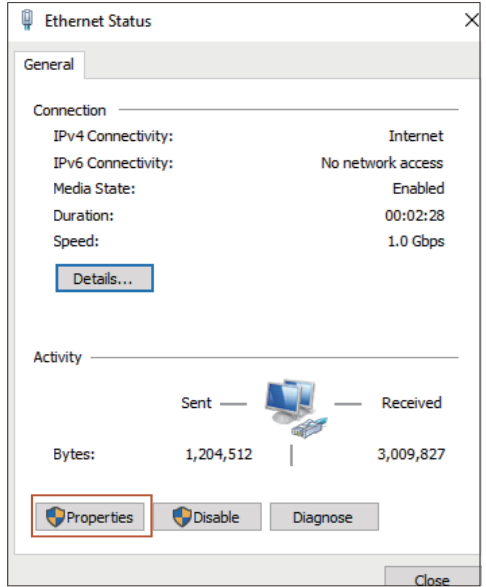 Ethernet Status
General
Connection
IPv4 Connectivity: Internet
IPv6 Connectivity: No network access
Media State: Enabled
Duration: 00:02:28
Speed: 1.0 Gbps
Details...
Activity
Sent Received
Bytes: 1,204,512 3,009,827
Properties Disable Diagnose
Close